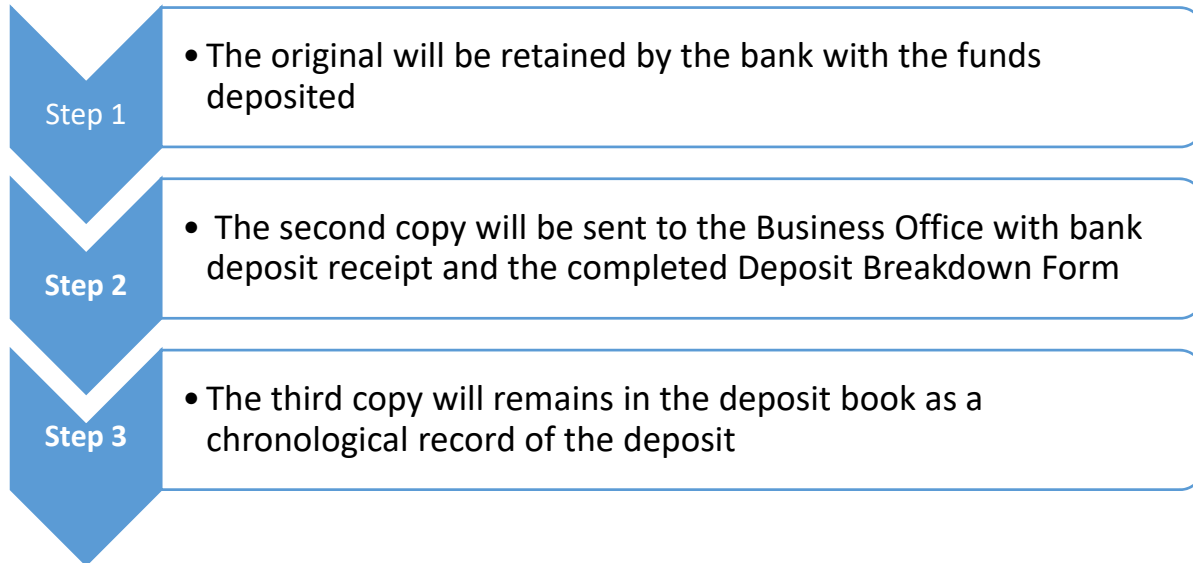 Step 1
• The original will be retained by the bank with the funds
deposited
Step 2
• The second copy will be sent to the Business Office with bank
deposit receipt and the completed Deposit Breakdown Form
Step 3
• The third copy will remains in the deposit book as a
chronological record of the deposit